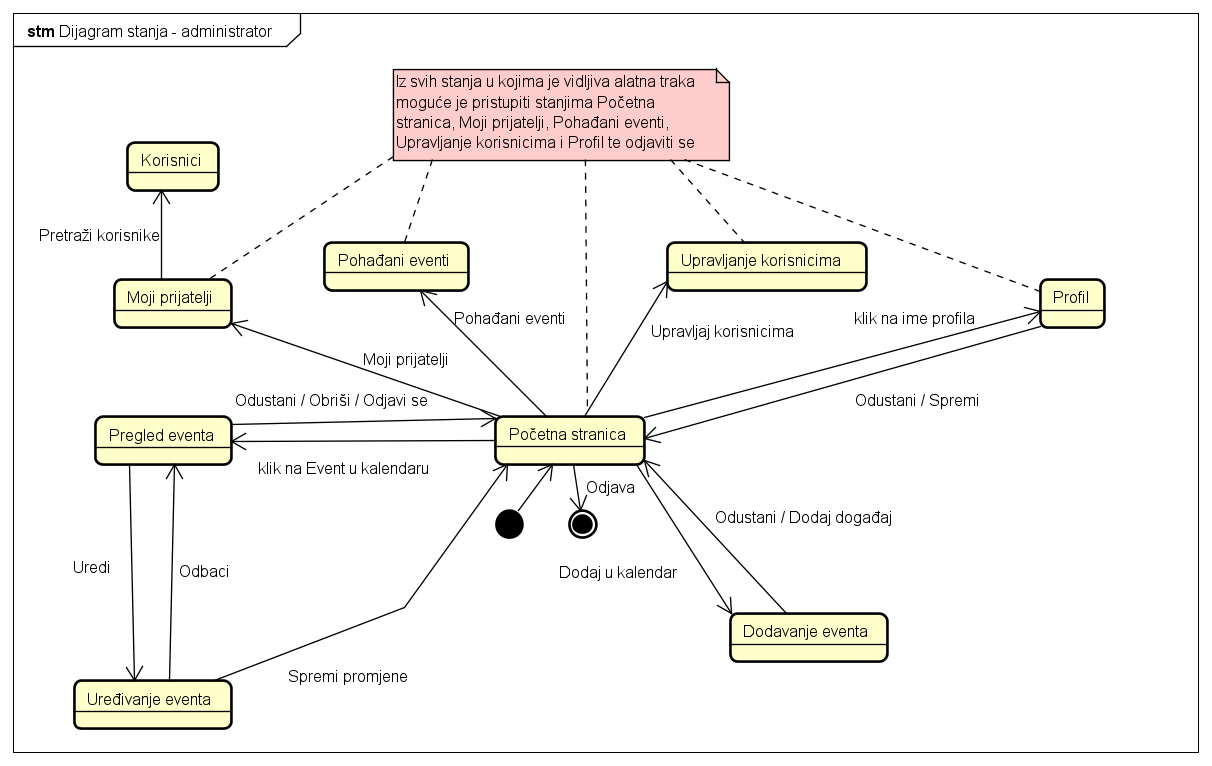 stm Dijagram stanja - administrator
Iz svih stanja u kojima je vidljiva alatna traka
moguće je pristupiti stanjima Početna
stranica, Moji prijatelji, Pohađani eventi,
Upravljanje korisnicima i Profil te odjaviti se
Korisnici
Pretraži korisnike
Pohađani eventi
Upravljanje korisnicima
Moji prijatelji
Profil
Pohađani eventi
Upravljaj korisnicima
klik na ime profila
Moji prijatelji
Odustani / Obriši / Odjavi se
Odustani / Spremi
Pregled eventa
Početna stranica
klik na Event u kalendaru
Odjava
Odustani / Dodaj događaj
Uredi
Odbaci
Dodaj u kalendar
Dodavanje eventa
Spremi promjene
Uređivanje eventa